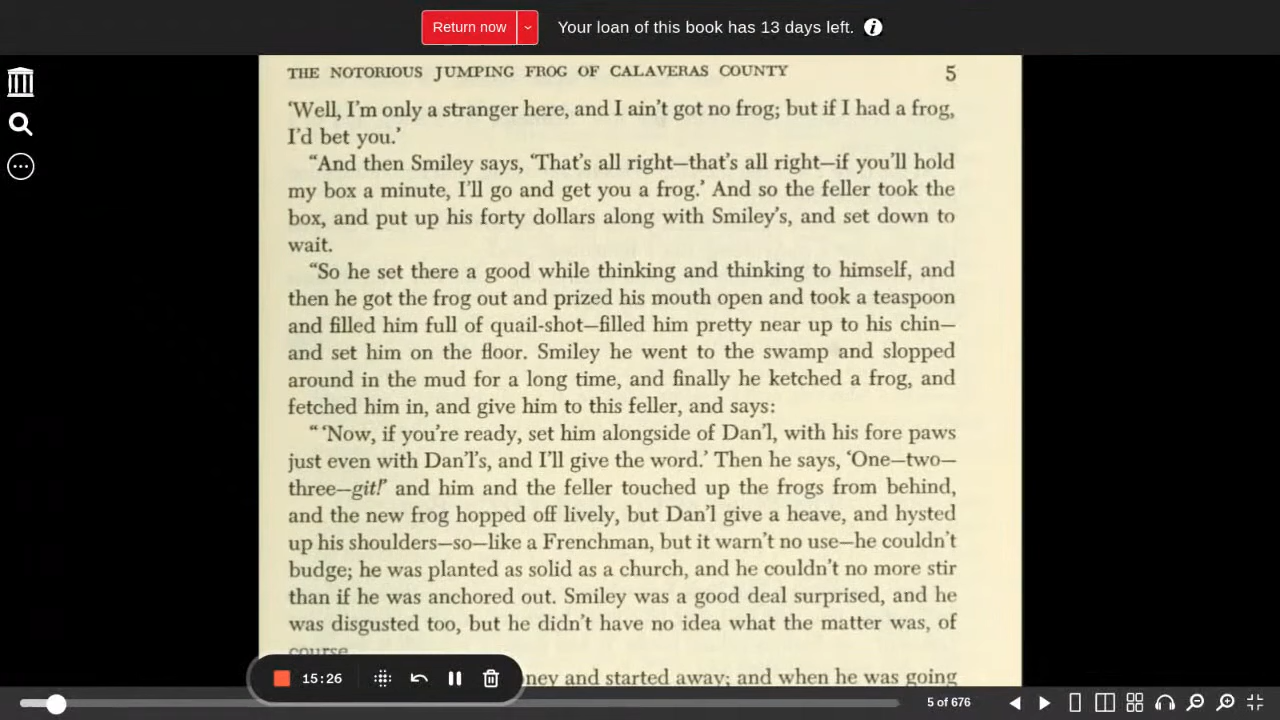 Return now
Your loan of this book has 13 days left.
THE NOTORIOUS JUMPING FROG OF CALAVERAS COUNTY 5
‘Well, I’m only a stranger here, and I ain’t got no frog; but if I had a frog,
I’d bet you.’
“And then Smiley says, ‘That’s all right—that’s all right—if you’ll hold
my box a minute, I’ll go and get you a frog.’ And so the feller took the
box, and put up his forty dollars along with Smiley’s, and set down to
wait.
“So he set there a good while thinking and thinking to himself, and
then he got the frog out and prized his mouth open and took a teaspoon
and filled him full of quail-shot—filled him pretty near up to his chin—
and set him on the floor. Smiley he went to the swamp and slopped
around in the mud for a long time, and finally he ketched a frog, and
fetched him in, and give him to this feller, and says:
“ ‘Now, if you’re ready, set him alongside of Dan’l, with his fore paws
just even with Dan’l’s, and I’ll give the word.’ Then he says, ‘One—two—
three—git!’ and him and the feller touched up the frogs from behind,
and the new frog hopped off lively, but Dan’l give a heave, and hysted
up his shoulders—so—like a Frenchman, but it warn’t no use—he couldn’t
budge; he was planted as solid as a church, and he couldn’t no more stir
than if he was anchored out. Smiley was a good deal surprised, and he
was disgusted too, but he didn’t have no idea what the matter was, of
course.
ney and started away; and when he was going
15:26
5 of 676